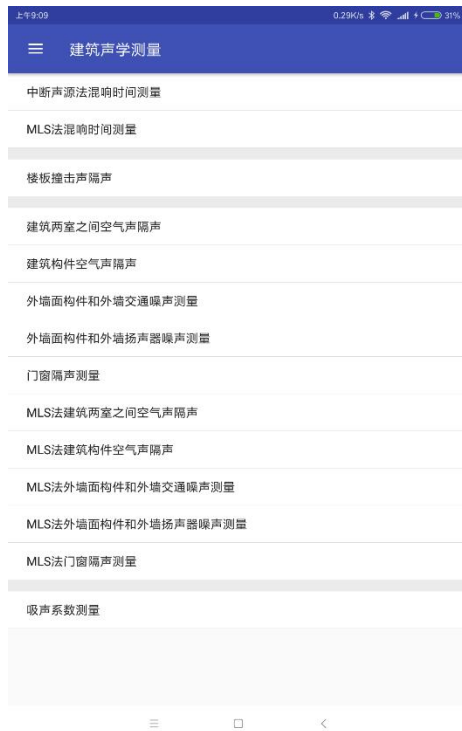 上午9:09 0.29K/s 31%
建筑声学测量
中断声源法混响时间测量
MLS法混响时间测量
楼板撞击声隔声
建筑两室之间空气声隔声
建筑构件空气声隔声
外墙面构件和外墙交通噪声测量
外墙面构件和外墙扬声器噪声测量
门窗隔声测量
MLS法建筑两室之间空气声隔声
MLS法建筑构件空气声隔声
MLS法外墙面构件和外墙交通噪声测量
MLS法外墙面构件和外墙扬声器噪声测量
MLS法门窗隔声测量
吸声系数测量